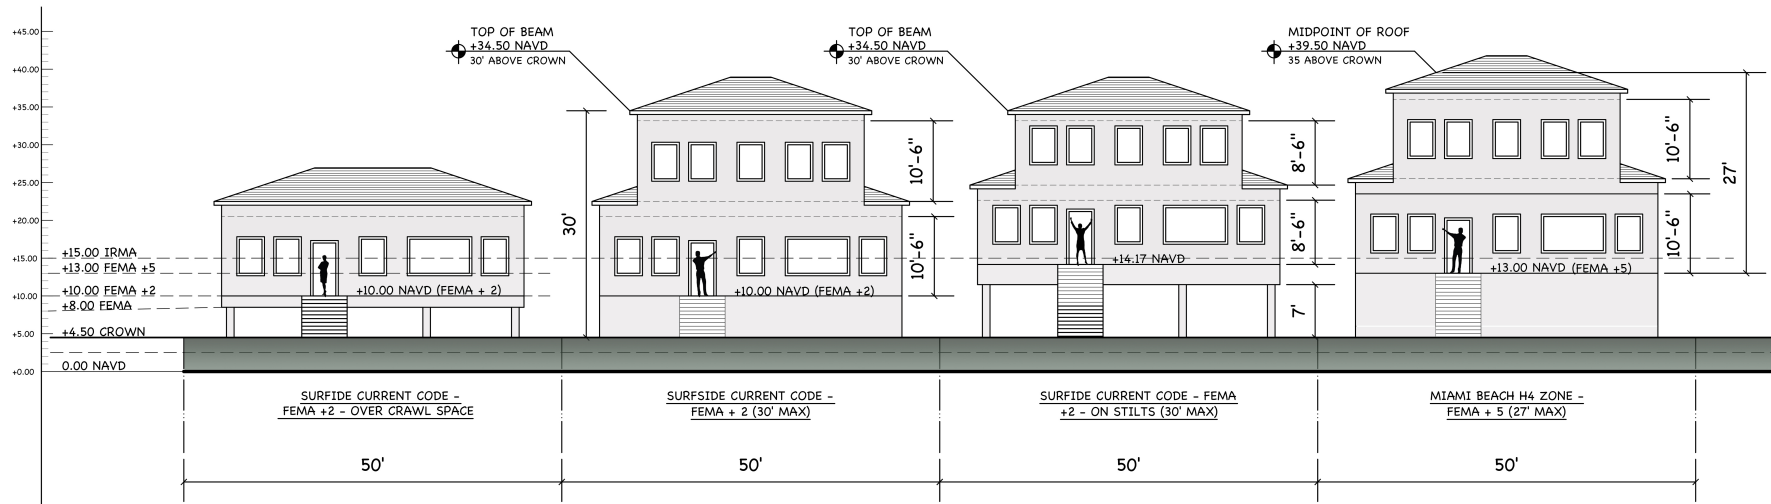 +45.00
+40.00
+35.00
+30.00
+25.00
+20.00
+15.00
+10.00
+5.00
+0.00
+15.00 IRMA
+13.00 FEMA +5
+10.00 FEMA +2
+8.00 FEMA
+4.50 CROWN
0.00 NAVD
+10.00 NAVD (FEMA + 2)
TOP OF BEAM
+34.50 NAVD
30' ABOVE CROWN
30'
10'-6"
10'-6"
+10.00 NAVD (FEMA +2)
TOP OF BEAM
+34.50 NAVD
30' ABOVE CROWN
8'-6"
8'-6"
7'
+14.17 NAVD
MIDPOINT OF ROOF
+39.50 NAVD
35 ABOVE CROWN
10'-6"
10'-6"
27'
+13.00 NAVD (FEMA +5)
SURFIDE CURRENT CODE -
FEMA +2 - OVER CRAWL SPACE
SURFSIDE CURRENT CODE -
FEMA + 2 (30' MAX)
SURFIDE CURRENT CODE - FEMA
+2 - ON STILTS (30' MAX)
MIAMI BEACH H4 ZONE -
FEMA + 5 (27' MAX)
50'
50'
50'
50'